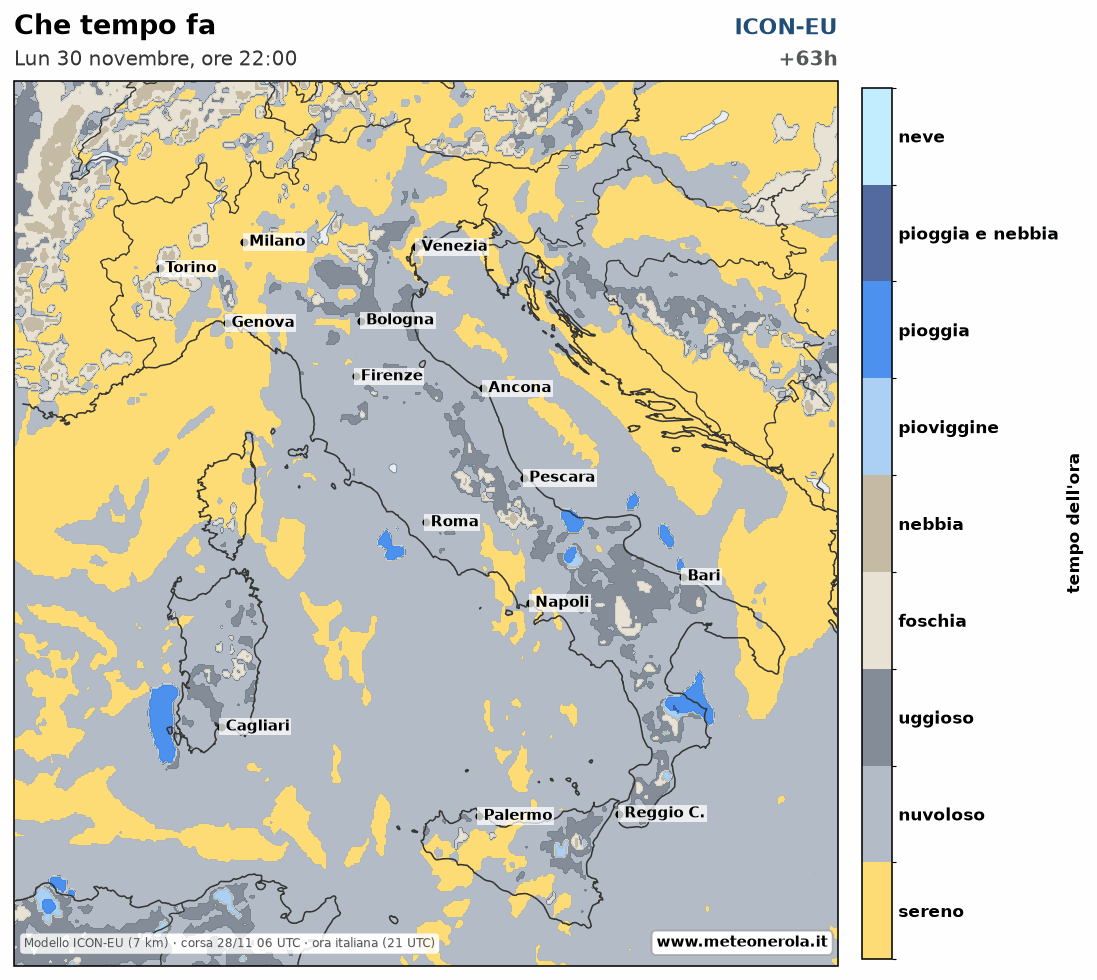 Che tempo fa
ICON-EU
Lun 30 novembre, ore 22:00
+63h
neve
pioggia e nebbia
pioggia
pioviggine
nebbia
foschia
uggioso
nuvoloso
sereno
tempo dell'ora
Milano
Venezia
Torino
Genova
Bologna
Firenze
Ancona
Pescara
Roma
Bari
Napoli
Cagliari
Palermo
Reggio C.
Modello ICON-EU (7 km) · corsa 28/11 06 UTC · ora italiana (21 UTC)
www.meteonerola.it